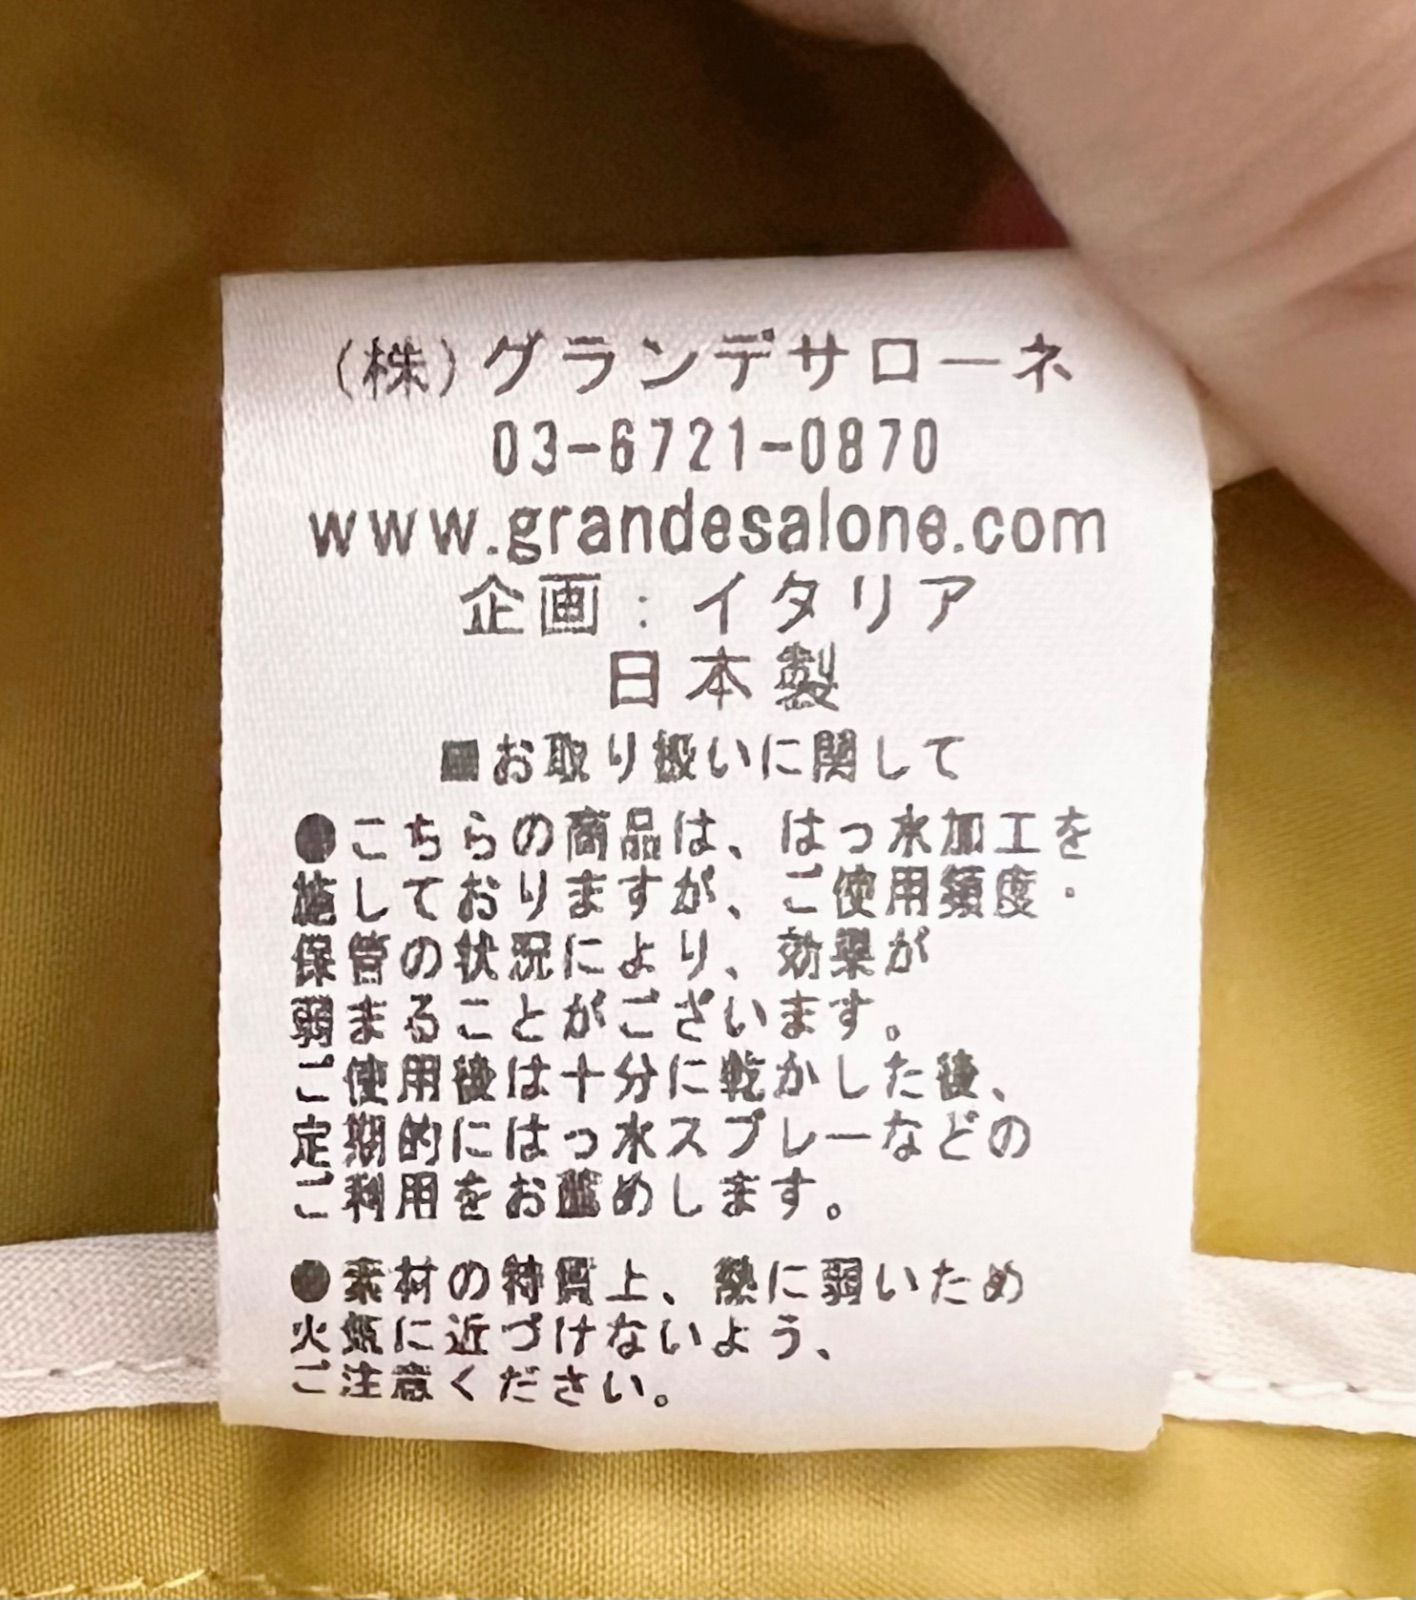 (株)グランデサローネ
03-6721-0870
www.grandesalone.com
企画：イタリア
日本製
■お取り扱いに関して
●こちらの商品は、はっ水加工を
施しておりますが、ご使用頻度・
保管の状況により、効果が
弱まることがございます。
ご使用後は十分に乾かした後、
定期的にはっ水スプレーなどの
ご利用をお薦めします。
●素材の特質上、熱に弱いため
火気に近づけないよう、
ご注意ください。